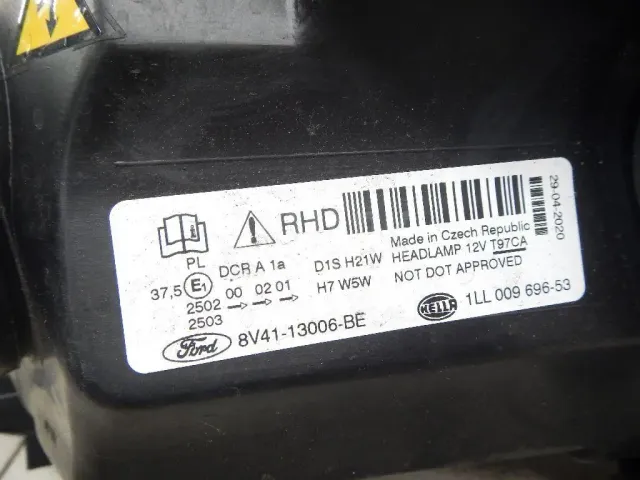 RHD
29-04-2020
Made in Czech Republic
HEADLAMP 12V T97CA
NOT DOT APPROVED
PL
DCR A 1a
D1S H21W
37,5 E1 00 02 01
H7 W5W
2502
2503
Ford 8V41-13006-BE
HELLA 1LL 009 696-53